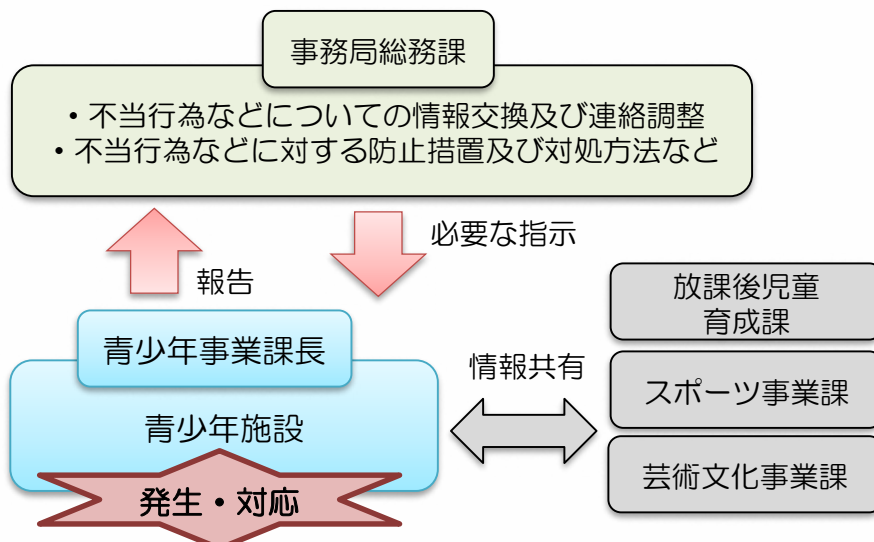 事務局総務課
・不当行為などについての情報交換及び連絡調整
・不当行為などに対する防止措置及び対処方法など
報告
必要な指示
青少年事業課長
青少年施設
発生・対応
情報共有
放課後児童
育成課
スポーツ事業課
芸術文化事業課